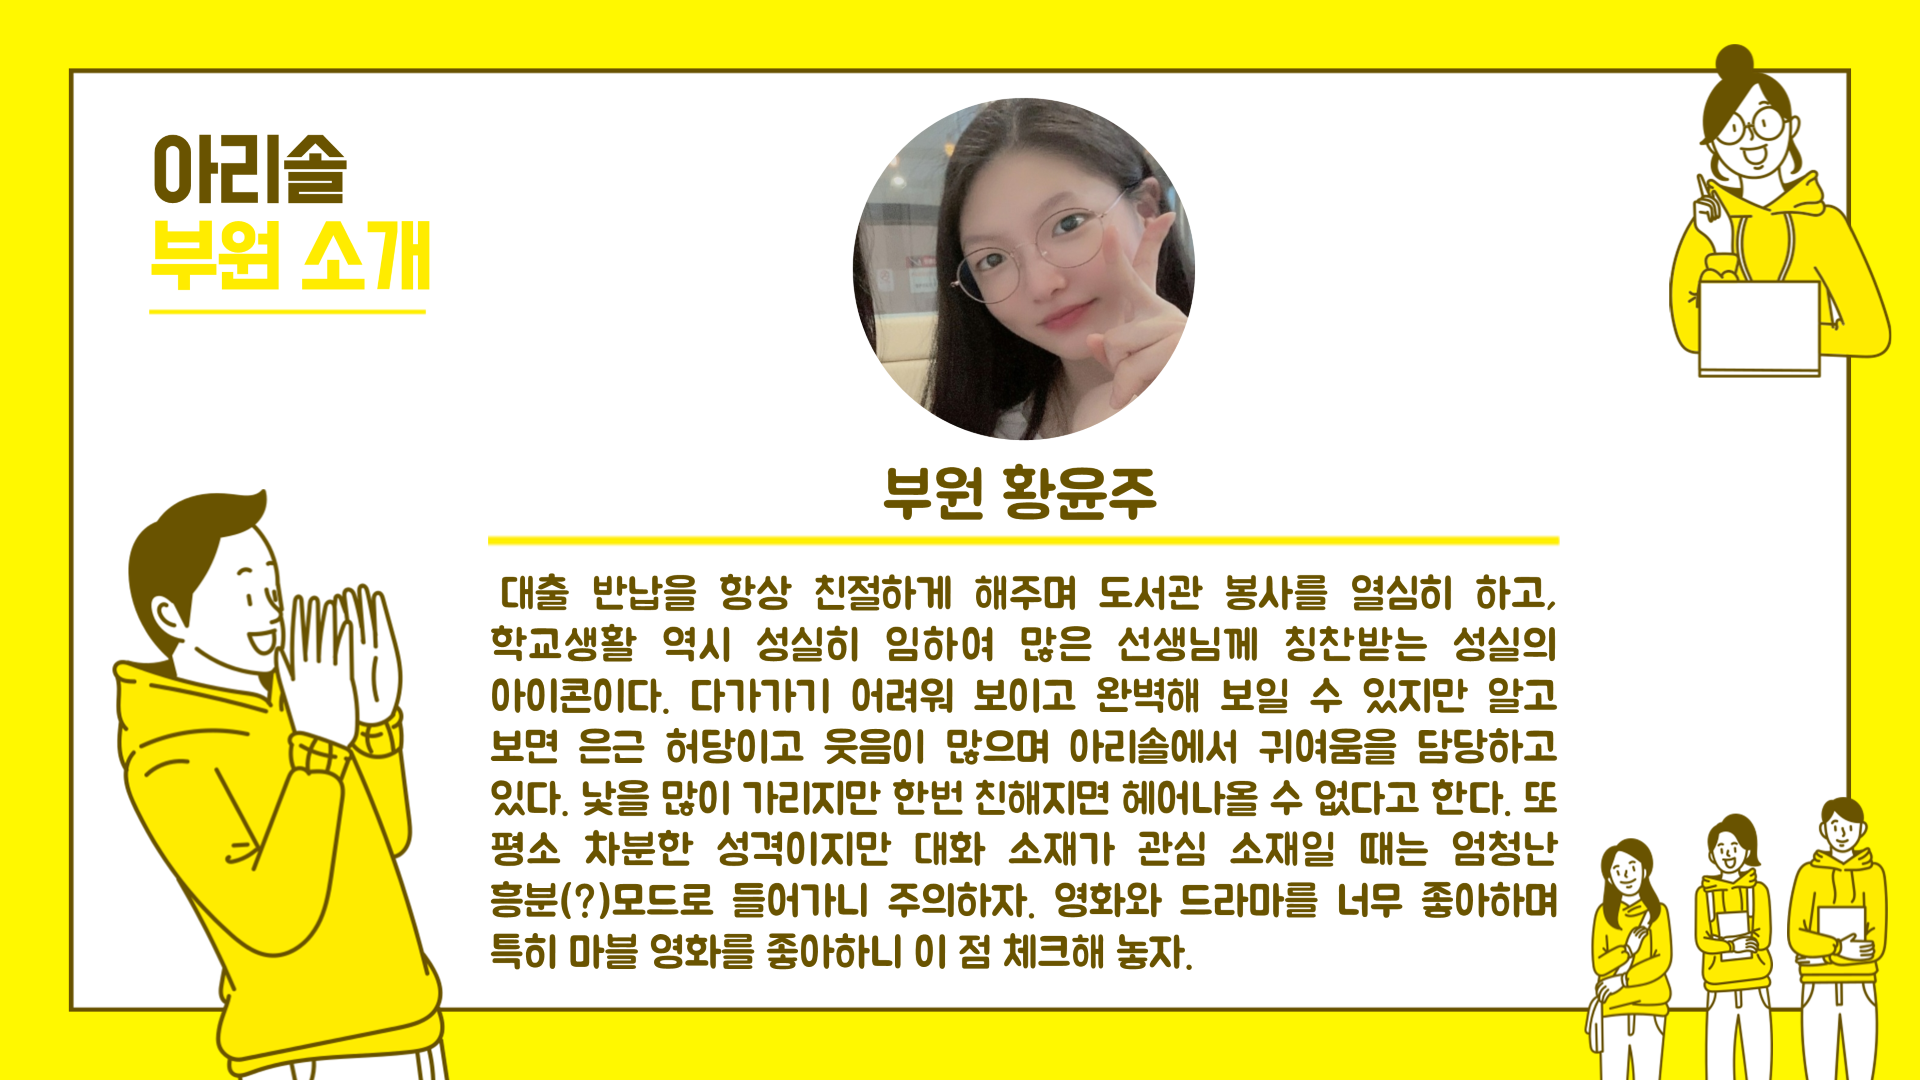 아리솔
부원 소개
부원 황윤주
대출 반납을 항상 친절하게 해주며 도서관 봉사를 열심히 하고,
학교생활 역시 성실히 임하여 많은 선생님께 칭찬받는 성실의
아이콘이다. 다가가기 어려워 보이고 완벽해 보일 수 있지만 알고
보면 은근 허당이고 웃음이 많으며 아리솔에서 귀여움을 담당하고
있다. 낯을 많이 가리지만 한번 친해지면 헤어나올 수 없다고 한다. 또
평소 차분한 성격이지만 대화 소재가 관심 소재일 때는 엄청난
흥분(?)모드로 들어가니 주의하자. 영화와 드라마를 너무 좋아하며
특히 마블 영화를 좋아하니 이 점 체크해 놓자.